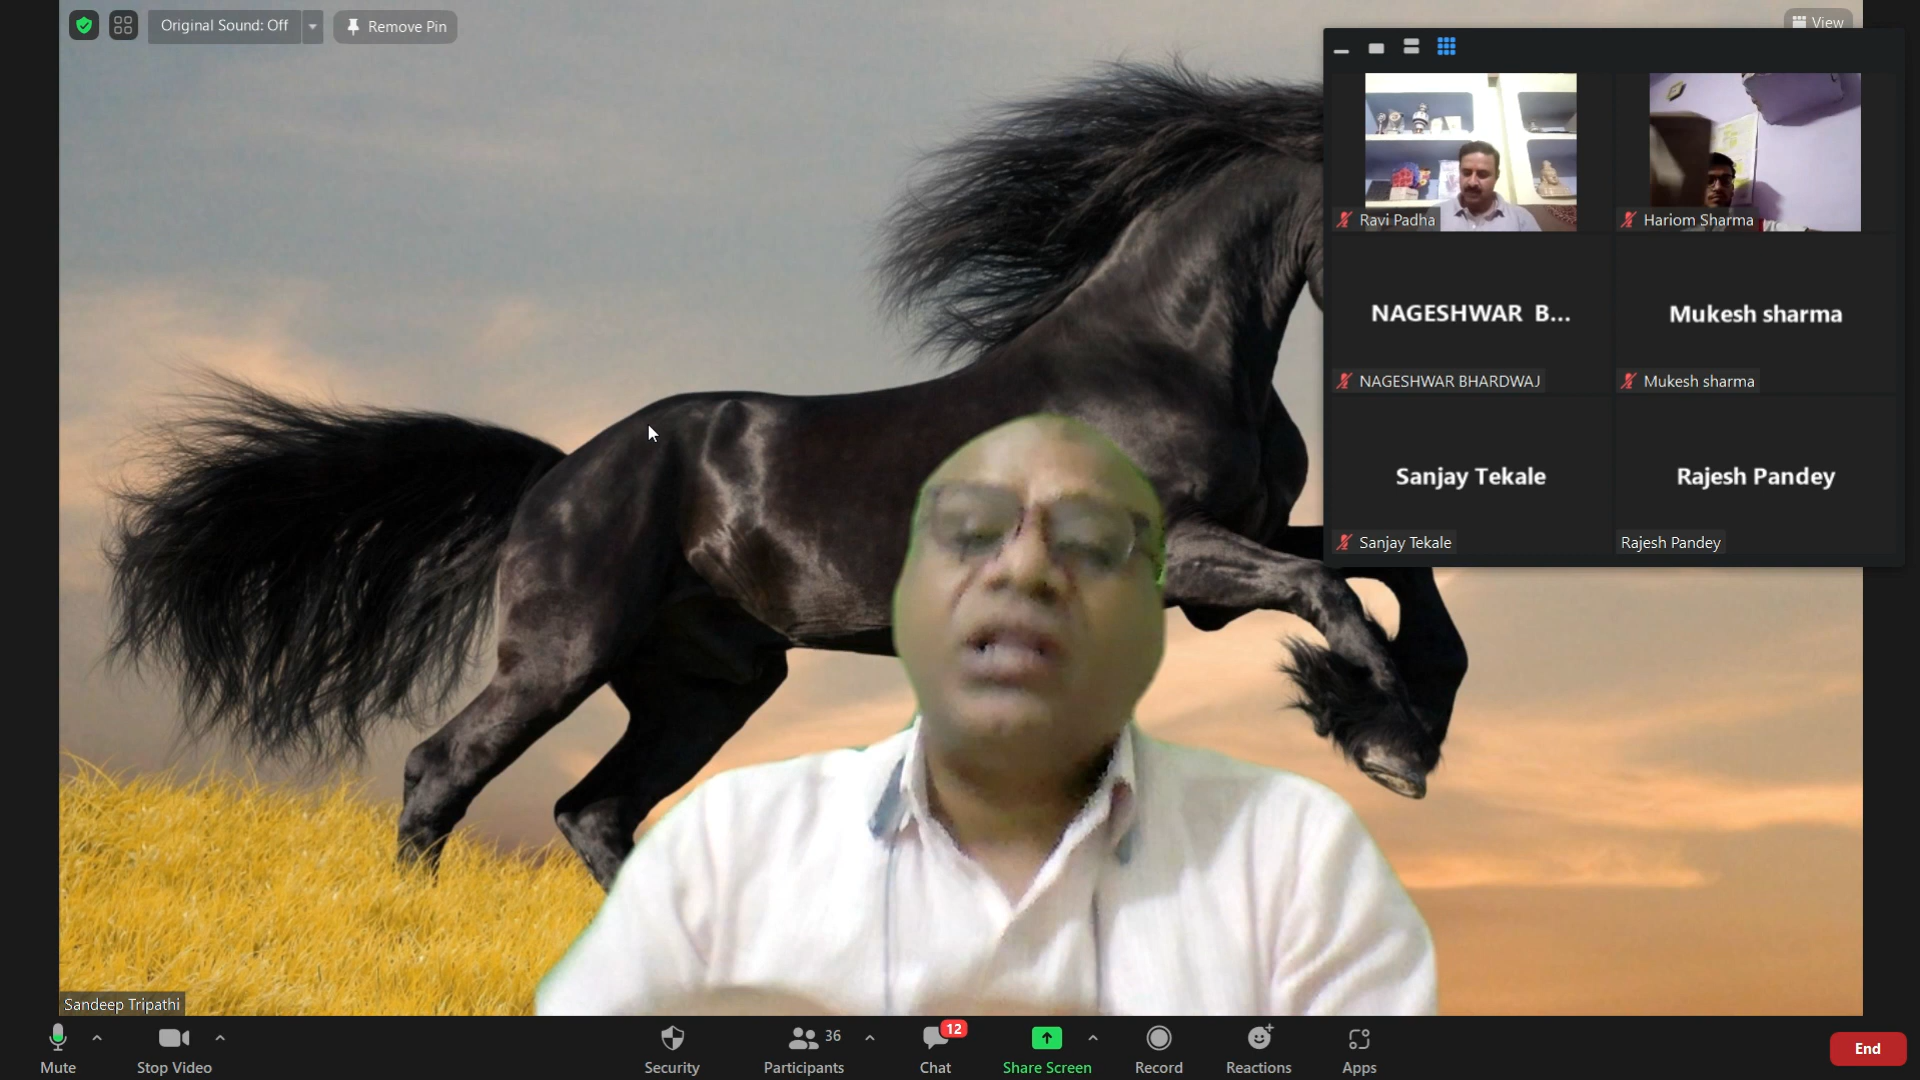 Original Sound: Off
Remove Pin
View
Ravi Padha
Hariom Sharma
NAGESHWAR B...
Mukesh sharma
NAGESHWAR BHARDWAJ
Mukesh sharma
Sanjay Tekale
Rajesh Pandey
Sanjay Tekale
Rajesh Pandey
Sandeep Tripathi
36
12
Mute
Stop Video
Security
Participants
Chat
Share Screen
Record
Reactions
Apps
End